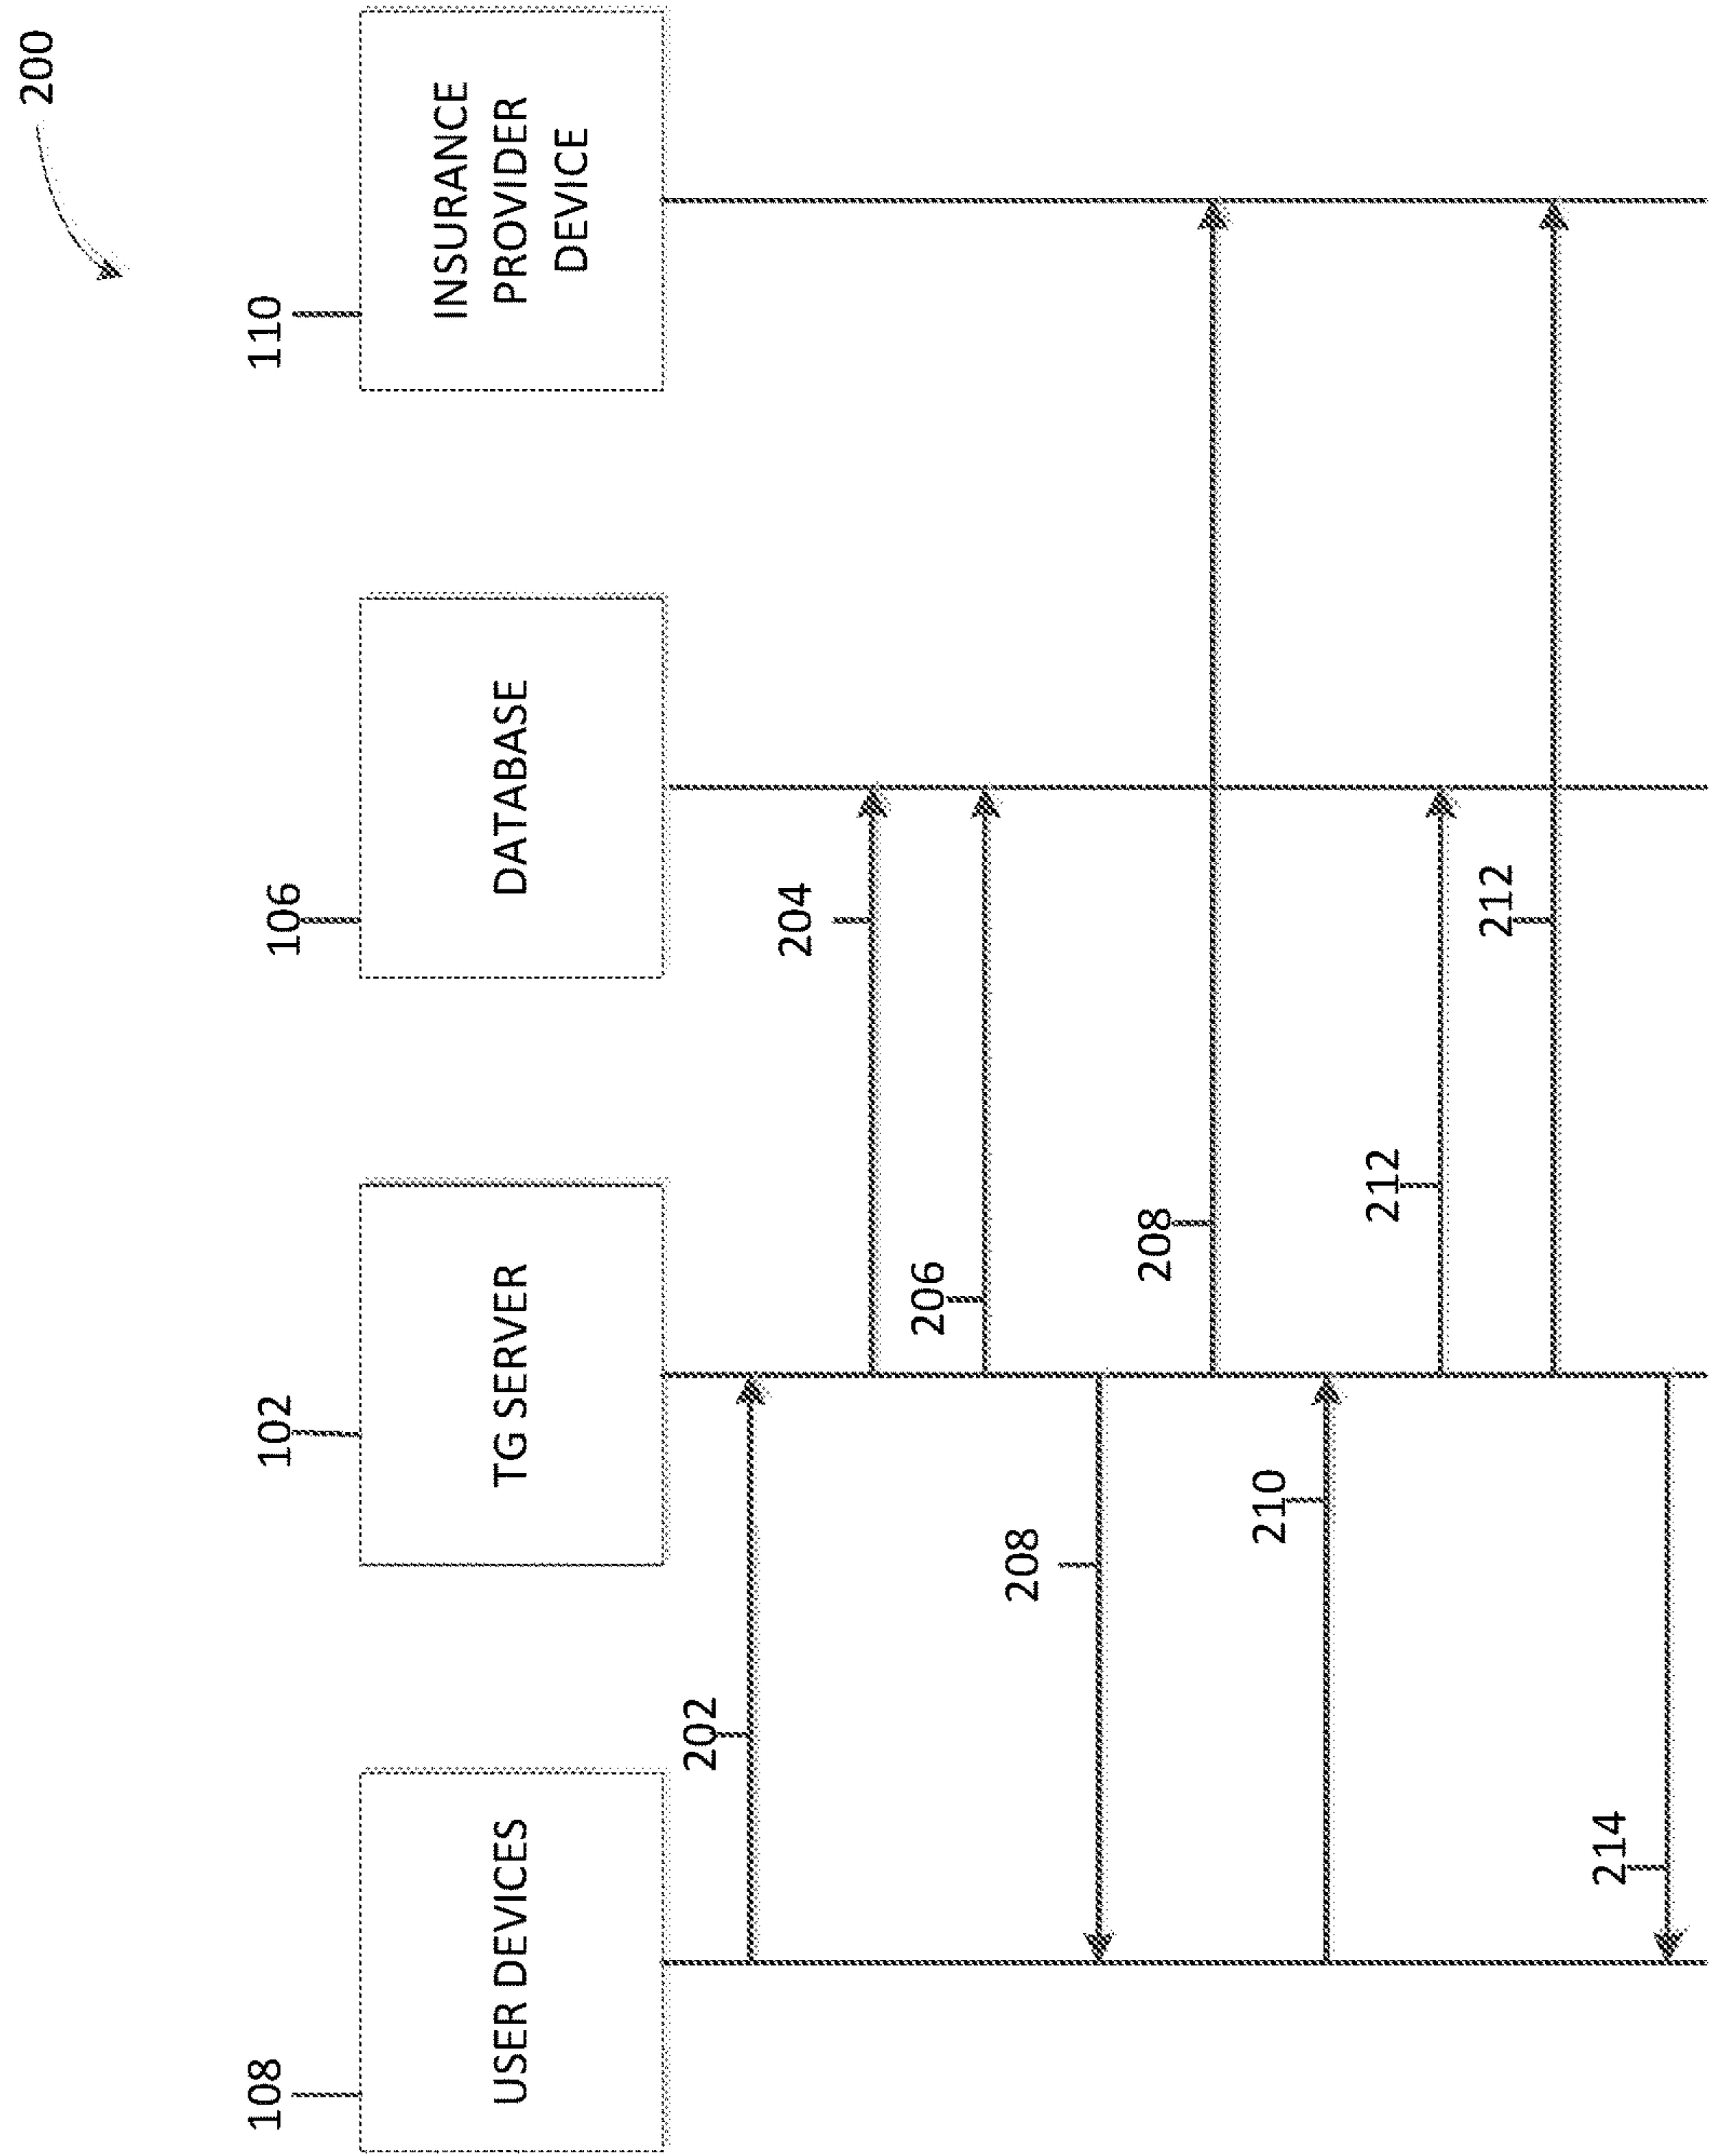 200
108
102
106
110
USER DEVICES
TG SERVER
DATABASE
INSURANCE
PROVIDER
DEVICE
202
204
206
208
208
210
212
212
214